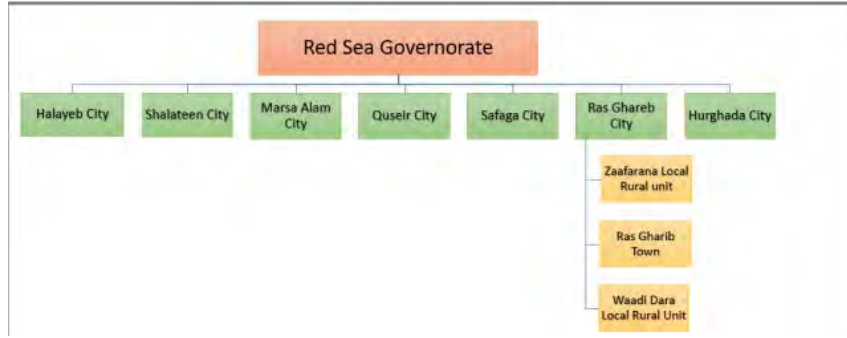 Red Sea Governorate
Halayeb City
Shalateen City
Marsa Alam
City
Quseir City
Safaga City
Ras Ghareb
City
Hurghada City
Zaafarana Local
Rural unit
Ras Gharib
Town
Waadi Dara
Local Rural Unit